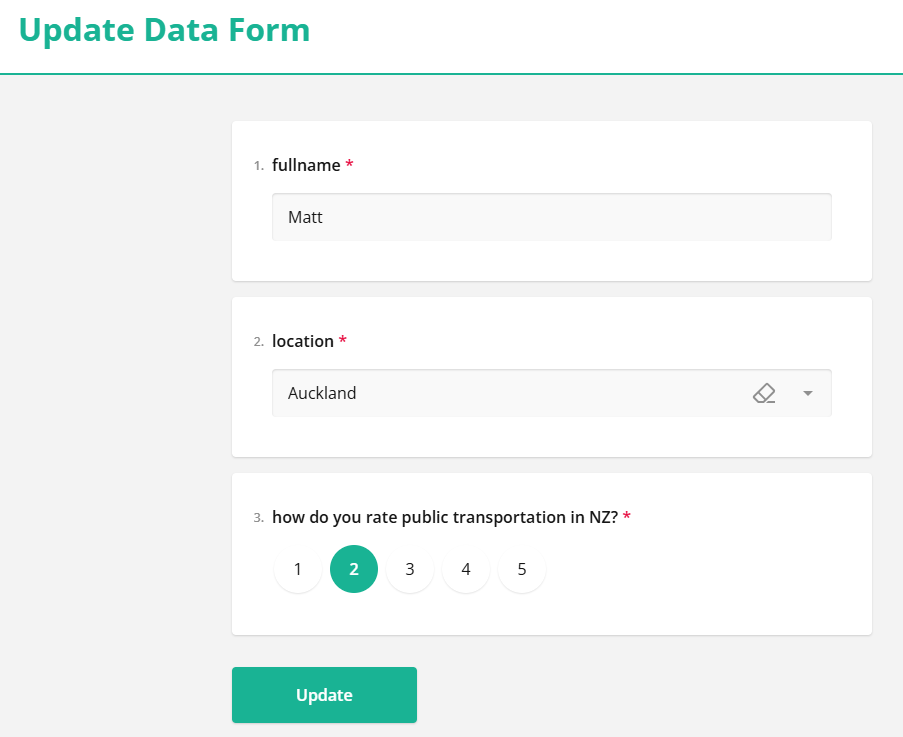 Update Data Form
1. fullname *
Matt
2. location *
Auckland
3. how do you rate public transportation in NZ? *
1 2 3 4 5
Update